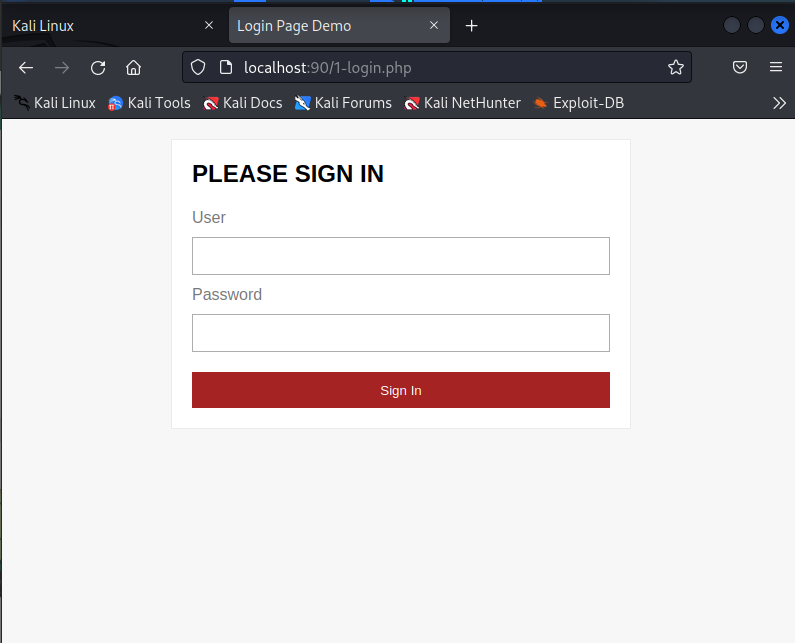 Kali Linux
Login Page Demo
localhost:90/1-login.php
Kali Linux Kali Tools Kali Docs Kali Forums Kali NetHunter Exploit-DB
PLEASE SIGN IN
User
Password
Sign In